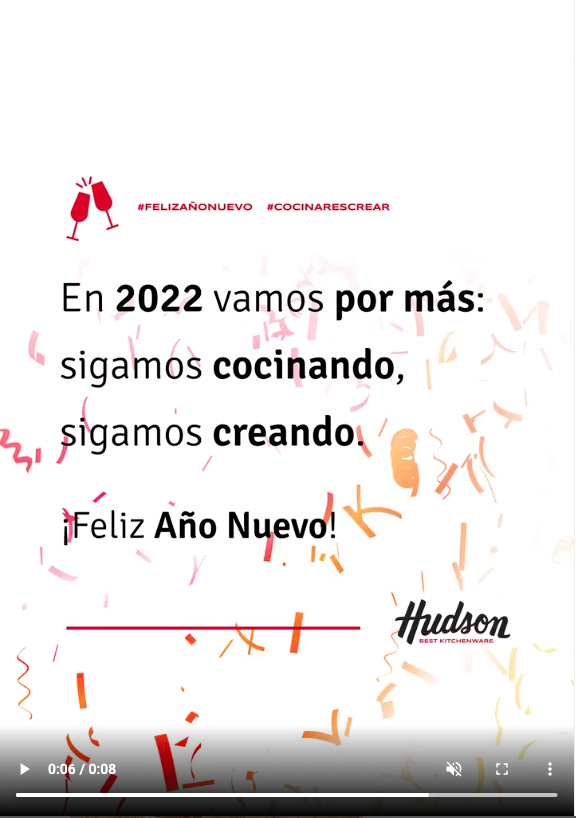 #FELIZAÑONUEVO #COCINARESCREAR
En 2022 vamos por más:
sigamos cocinando,
sigamos creando.
¡Feliz Año Nuevo!
Hudson
BEST KITCHENWARE
0:06 / 0:08